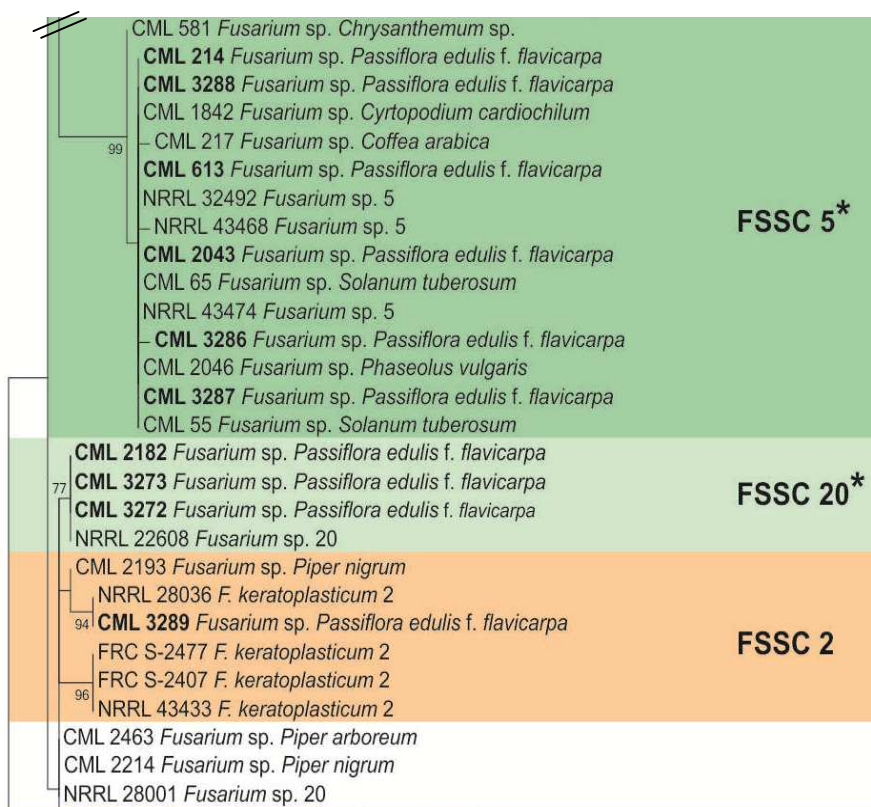 CML 581 Fusarium sp. Chrysanthemum sp.
CML 214 Fusarium sp. Passiflora edulis f. flavicarpa
CML 3288 Fusarium sp. Passiflora edulis f. flavicarpa
CML 1842 Fusarium sp. Cyrtopodium cardiochilum
CML 217 Fusarium sp. Coffea arabica
99
CML 613 Fusarium sp. Passiflora edulis f. flavicarpa
NRRL 32492 Fusarium sp. 5
NRRL 43468 Fusarium sp. 5
FSSC 5*
CML 2043 Fusarium sp. Passiflora edulis f. flavicarpa
CML 65 Fusarium sp. Solanum tuberosum
NRRL 43474 Fusarium sp. 5
CML 3286 Fusarium sp. Passiflora edulis f. flavicarpa
CML 2046 Fusarium sp. Phaseolus vulgaris
CML 3287 Fusarium sp. Passiflora edulis f. flavicarpa
CML 55 Fusarium sp. Solanum tuberosum
CML 2182 Fusarium sp. Passiflora edulis f. flavicarpa
77
CML 3273 Fusarium sp. Passiflora edulis f. flavicarpa
FSSC 20*
CML 3272 Fusarium sp. Passiflora edulis f. flavicarpa
NRRL 22608 Fusarium sp. 20
CML 2193 Fusarium sp. Piper nigrum
NRRL 28036 F. keratoplasticum 2
94
CML 3289 Fusarium sp. Passiflora edulis f. flavicarpa
FSSC 2
FRC S-2477 F. keratoplasticum 2
FRC S-2407 F. keratoplasticum 2
96
NRRL 43433 F. keratoplasticum 2
CML 2463 Fusarium sp. Piper arboreum
CML 2214 Fusarium sp. Piper nigrum
NRRL 28001 Fusarium sp. 20